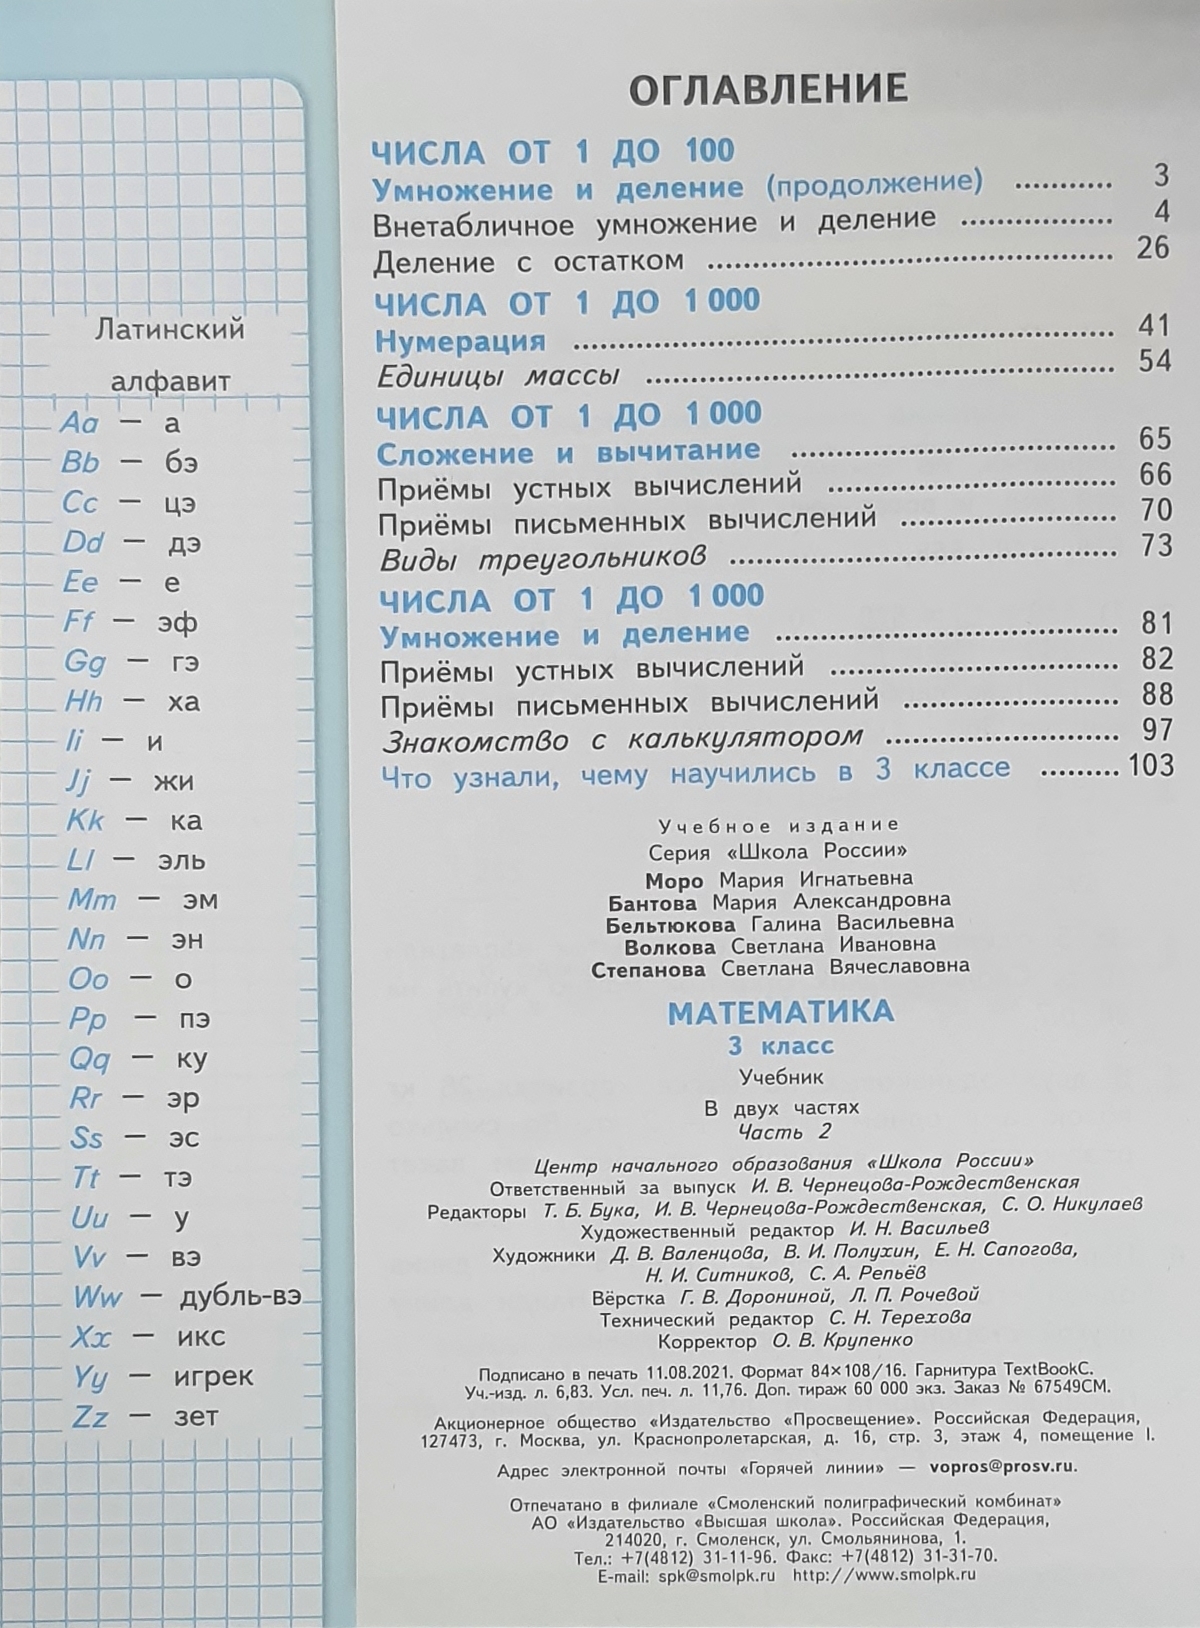 Латинский
алфавит
Aa — а
Bb — бэ
Cc — цэ
Dd — дэ
Ee — е
Ff — эф
Gg — гэ
Hh — ха
Ii — и
Jj — жи
Kk — ка
Ll — эль
Mm — эм
Nn — эн
Oo — о
Pp — пэ
Qq — ку
Rr — эр
Ss — эс
Tt — тэ
Uu — у
Vv — вэ
Ww — дубль-вэ
Xx — икс
Yy — игрек
Zz — зет
ОГЛАВЛЕНИЕ
ЧИСЛА ОТ 1 ДО 100
Умножение и деление (продолжение) ........... 3
Внетабличное умножение и деление ................ 4
Деление с остатком ........................................... 26
ЧИСЛА ОТ 1 ДО 1 000
Нумерация ......................................................... 41
Единицы массы .................................................. 54
ЧИСЛА ОТ 1 ДО 1 000
Сложение и вычитание .................................. 65
Приёмы устных вычислений .............................. 66
Приёмы письменных вычислений ...................... 70
Виды треугольников ......................................... 73
ЧИСЛА ОТ 1 ДО 1 000
Умножение и деление .................................... 81
Приёмы устных вычислений .............................. 82
Приёмы письменных вычислений ...................... 88
Знакомство с калькулятором ........................ 97
Что узнали, чему научились в 3 классе ......... 103
Учебное издание
Серия «Школа России»
Моро Мария Игнатьевна
Бантова Мария Александровна
Бельтюкова Галина Васильевна
Волкова Светлана Ивановна
Степанова Светлана Вячеславовна
МАТЕМАТИКА
3 класс
Учебник
В двух частях
Часть 2
Центр начального образования «Школа России»
Ответственный за выпуск И. В. Чернецова-Рождественская
Редакторы Т. Б. Бука, И. В. Чернецова-Рождественская, С. О. Никулаев
Художественный редактор И. Н. Васильев
Художники Д. В. Валенцова, В. И. Полухин, Е. Н. Сапогова,
Н. И. Ситников, С. А. Репьёв
Вёрстка Г. В. Дорониной, Л. П. Рочевой
Технический редактор С. Н. Терехова
Корректор О. В. Крупенко
Подписано в печать 11.08.2021. Формат 84×108/16. Гарнитура TextBookC.
Уч.-изд. л. 6,83. Усл. печ. л. 11,76. Доп. тираж 60 000 экз. Заказ № 67549СМ.
Акционерное общество «Издательство «Просвещение». Российская Федерация,
127473, г. Москва, ул. Краснопролетарская, д. 16, стр. 3, этаж 4, помещение I.
Адрес электронной почты «Горячей линии» — vopros@prosv.ru.
Отпечатано в филиале «Смоленский полиграфический комбинат»
АО «Издательство «Высшая школа». Российская Федерация,
214020, г. Смоленск, ул. Смольянинова, 1.
Тел.: +7(4812) 31-11-96. Факс: +7(4812) 31-31-70.
E-mail: spk@smolpk.ru http://www.smolpk.ru